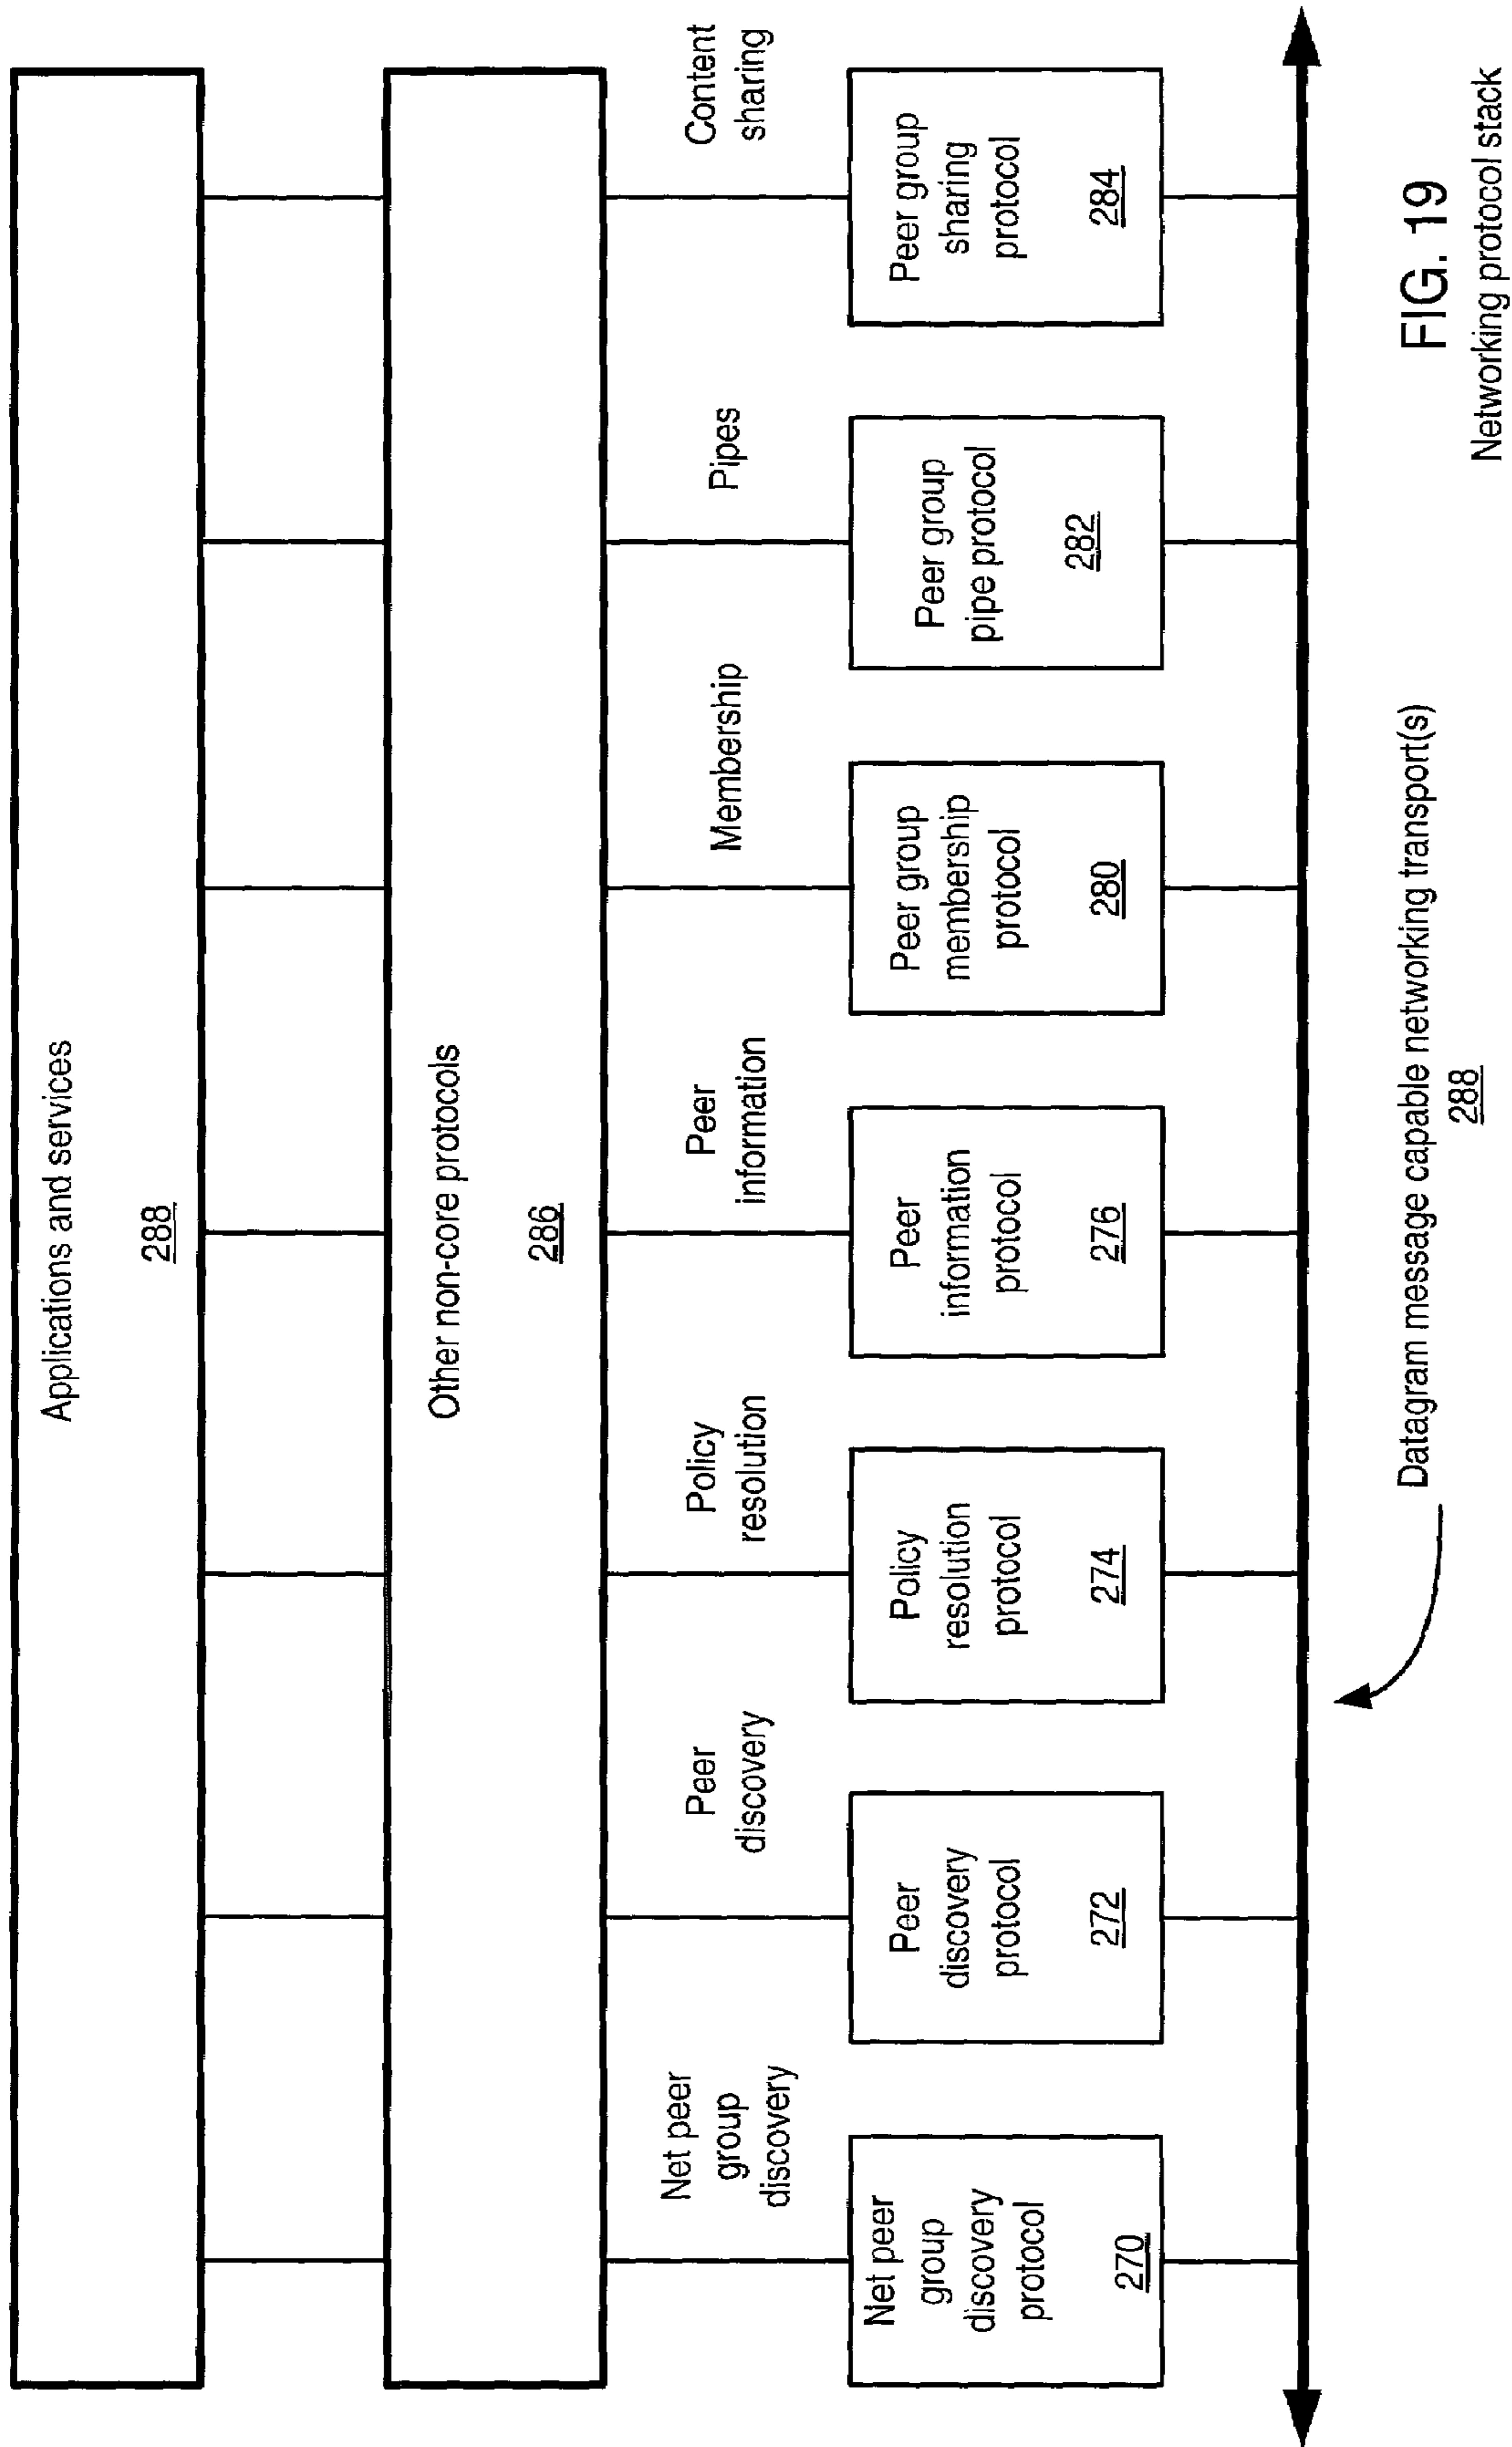 Applications and services
288
Other non-core protocols
286
Net peer
group
discovery
Peer
discovery
Policy
resolution
Peer
information
Membership
Pipes
Content
sharing
Net peer
group
discovery
protocol
270
Peer
discovery
protocol
272
Policy
resolution
protocol
274
Peer
information
protocol
276
Peer group
membership
protocol
280
Peer group
pipe protocol
282
Peer group
sharing
protocol
284
Datagram message capable networking transport(s)
288
FIG. 19
Networking protocol stack